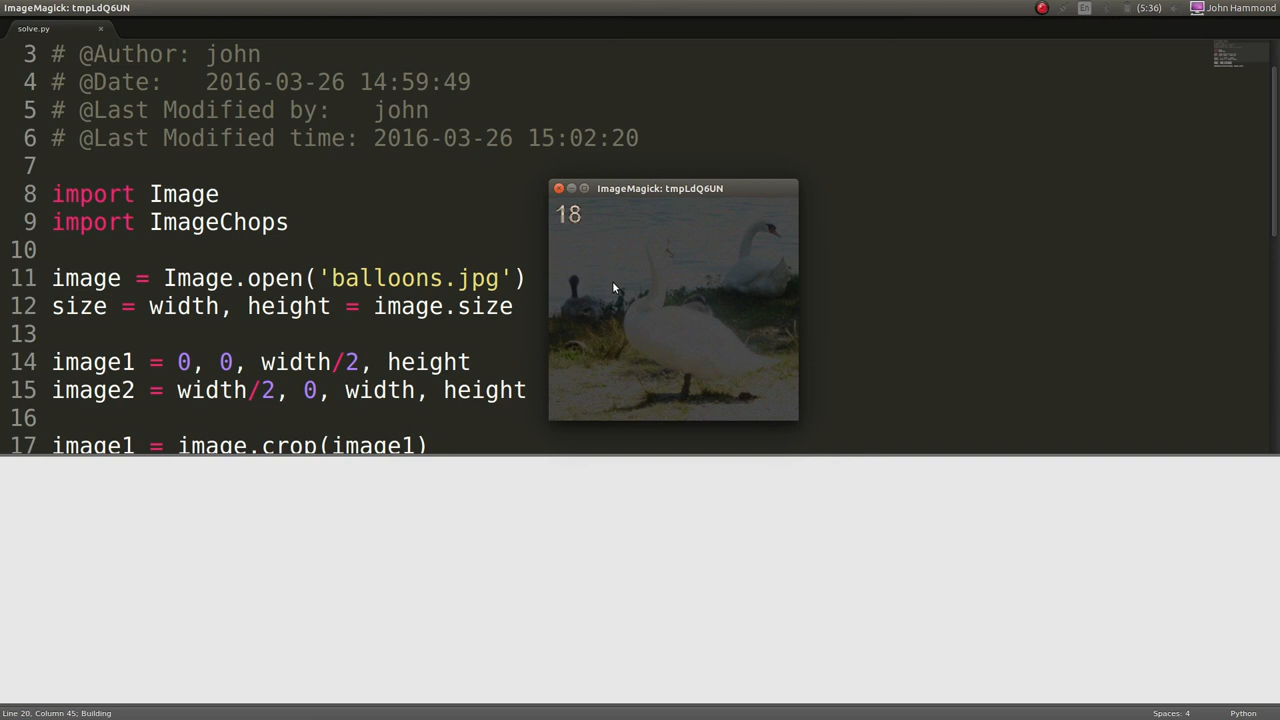 ImageMagick: tmpLdQ6UN
En
(5:36)
John Hammond
solve.py
×
3 # @Author: john
4 # @Date:   2016-03-26 14:59:49
5 # @Last Modified by:   john
6 # @Last Modified time: 2016-03-26 15:02:20
7
8 import Image
9 import ImageChops
10
11 image = Image.open('balloons.jpg')
12 size = width, height = image.size
13
14 image1 = 0, 0, width/2, height
15 image2 = width/2, 0, width, height
16
17 image1 = image.crop(image1)
ImageMagick: tmpLdQ6UN
18
Line 20, Column 45; Building
Spaces: 4
Python